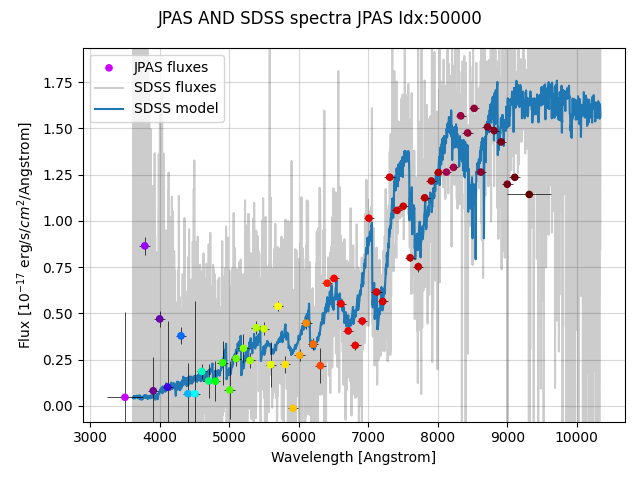 JPAS AND SDSS spectra JPAS Idx:50000
JPAS fluxes
SDSS fluxes
SDSS model
Flux [10⁻¹⁷ erg/s/cm²/Angstrom]
1.75
1.50
1.25
1.00
0.75
0.50
0.25
0.00
3000 4000 5000 6000 7000 8000 9000 10000
Wavelength [Angstrom]